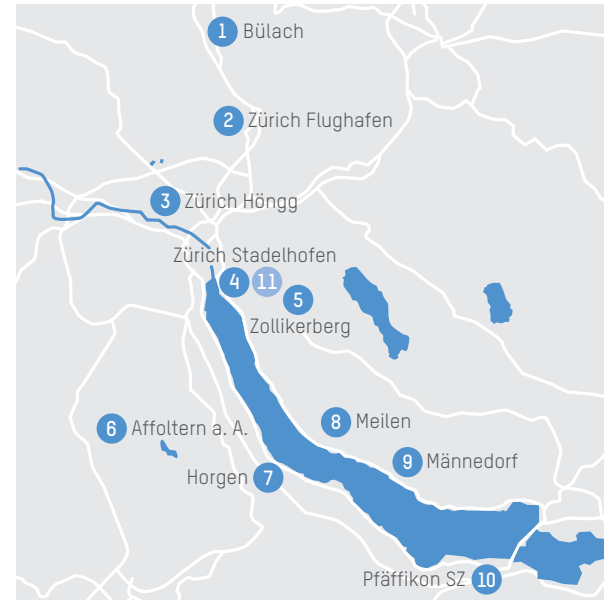 1 Bülach
2 Zürich Flughafen
3 Zürich Höngg
Zürich Stadelhofen
4 11 5
Zollikerberg
6 Affoltern a. A.
8 Meilen
9 Männedorf
Horgen 7
Pfäffikon SZ 10